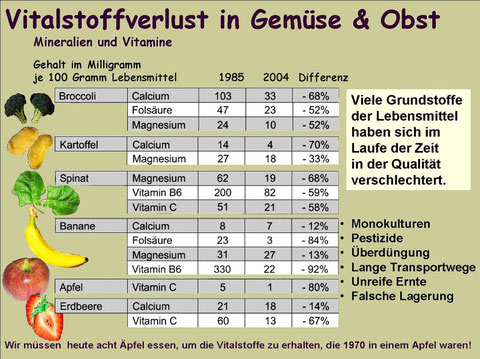 Vitalstoffverlust in Gemüse & Obst
Mineralien und Vitamine
Gehalt im Milligramm
je 100 Gramm Lebensmittel 1985 2004 Differenz
Broccoli Calcium 103 33 - 68%
Folsäure 47 23 - 52%
Magnesium 24 10 - 52%
Kartoffel Calcium 14 4 - 70%
Magnesium 27 18 - 33%
Spinat Magnesium 62 19 - 68%
Vitamin B6 200 82 - 59%
Vitamin C 51 21 - 58%
Banane Calcium 8 7 - 12%
Folsäure 23 3 - 84%
Magnesium 31 27 - 13%
Vitamin B6 330 22 - 92%
Apfel Vitamin C 5 1 - 80%
Erdbeere Calcium 21 18 - 14%
Vitamin C 60 13 - 67%
Viele Grundstoffe
der Lebensmittel
haben sich im
Laufe der Zeit
in der Qualität
verschlechtert.
• Monokulturen
• Pestizide
• Überdüngung
• Lange Transportwege
• Unreife Ernte
• Falsche Lagerung
Wir müssen heute acht Äpfel essen, um die Vitalstoffe zu erhalten, die 1970 in einem Apfel waren!